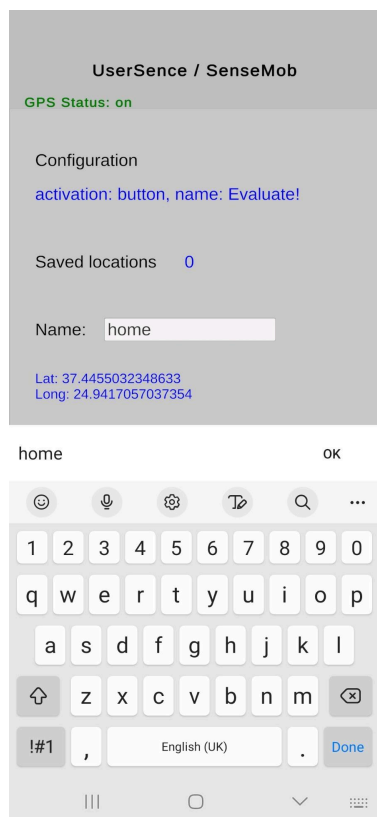 UserSence / SenseMob
GPS Status: on
Configuration
activation: button, name: Evaluate!
Saved locations 0
Name: home
Lat: 37.4455032348633
Long: 24.9417057037354
home OK
1 2 3 4 5 6 7 8 9 0
q w e r t y u i o p
a s d f g h j k l
z x c v b n m
!#1 , English (UK) . Done